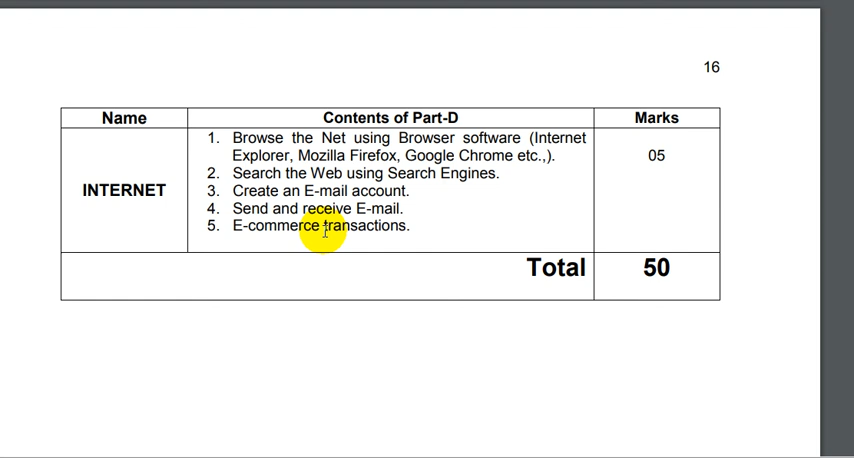 16
Name Contents of Part-D Marks
1. Browse the Net using Browser software (Internet
Explorer, Mozilla Firefox, Google Chrome etc.,).
05
2. Search the Web using Search Engines.
INTERNET
3. Create an E-mail account.
4. Send and receive E-mail.
5. E-commerce transactions.
Total 50